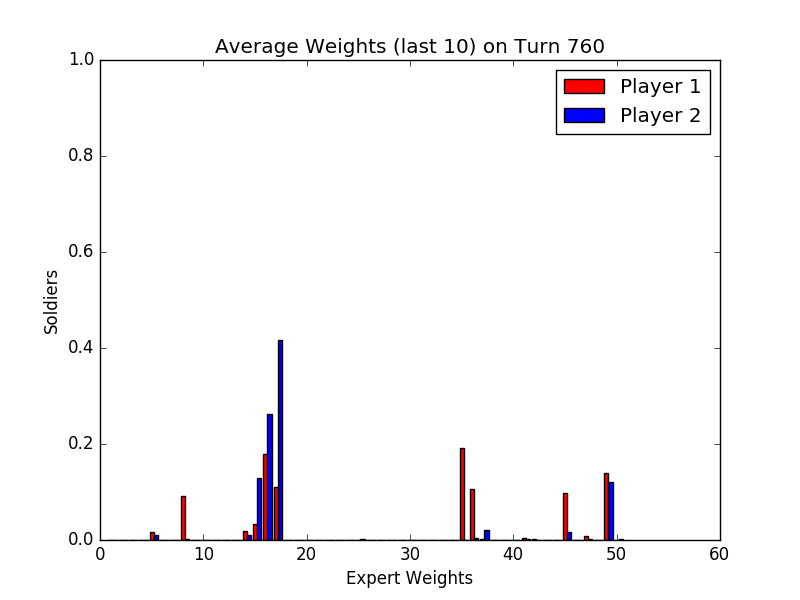 Average Weights (last 10) on Turn 760
1.0
0.8
0.6
0.4
0.2
0.0
Soldiers
Player 1
Player 2
0 10 20 30 40 50 60
Expert Weights